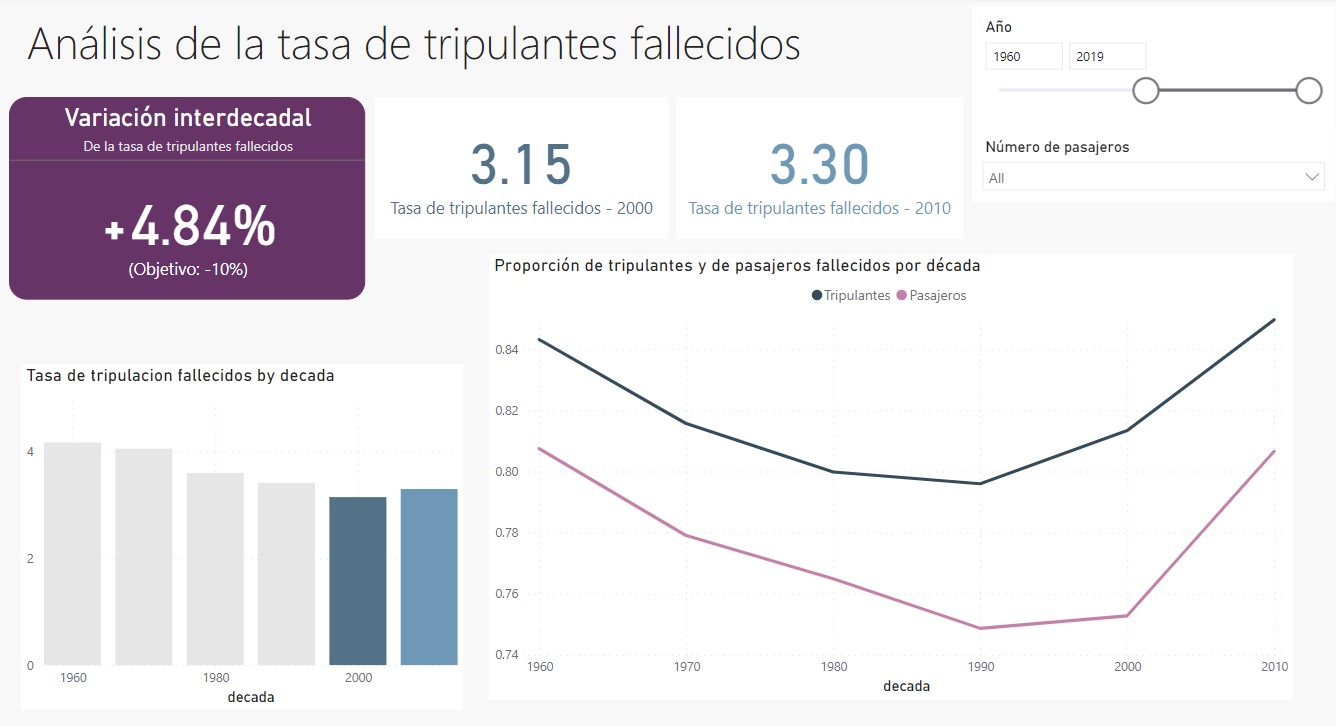 Análisis de la tasa de tripulantes fallecidos
Año
1960 2019
Número de pasajeros
All
Variación interdecadal
De la tasa de tripulantes fallecidos
+4.84%
(Objetivo: -10%)
3.15
Tasa de tripulantes fallecidos - 2000
3.30
Tasa de tripulantes fallecidos - 2010
Tasa de tripulacion fallecidos by decada
4
2
0
1960 1980 2000
decada
Proporción de tripulantes y de pasajeros fallecidos por década
Tripulantes Pasajeros
0.84
0.82
0.80
0.78
0.76
0.74
1960 1970 1980 1990 2000 2010
decada